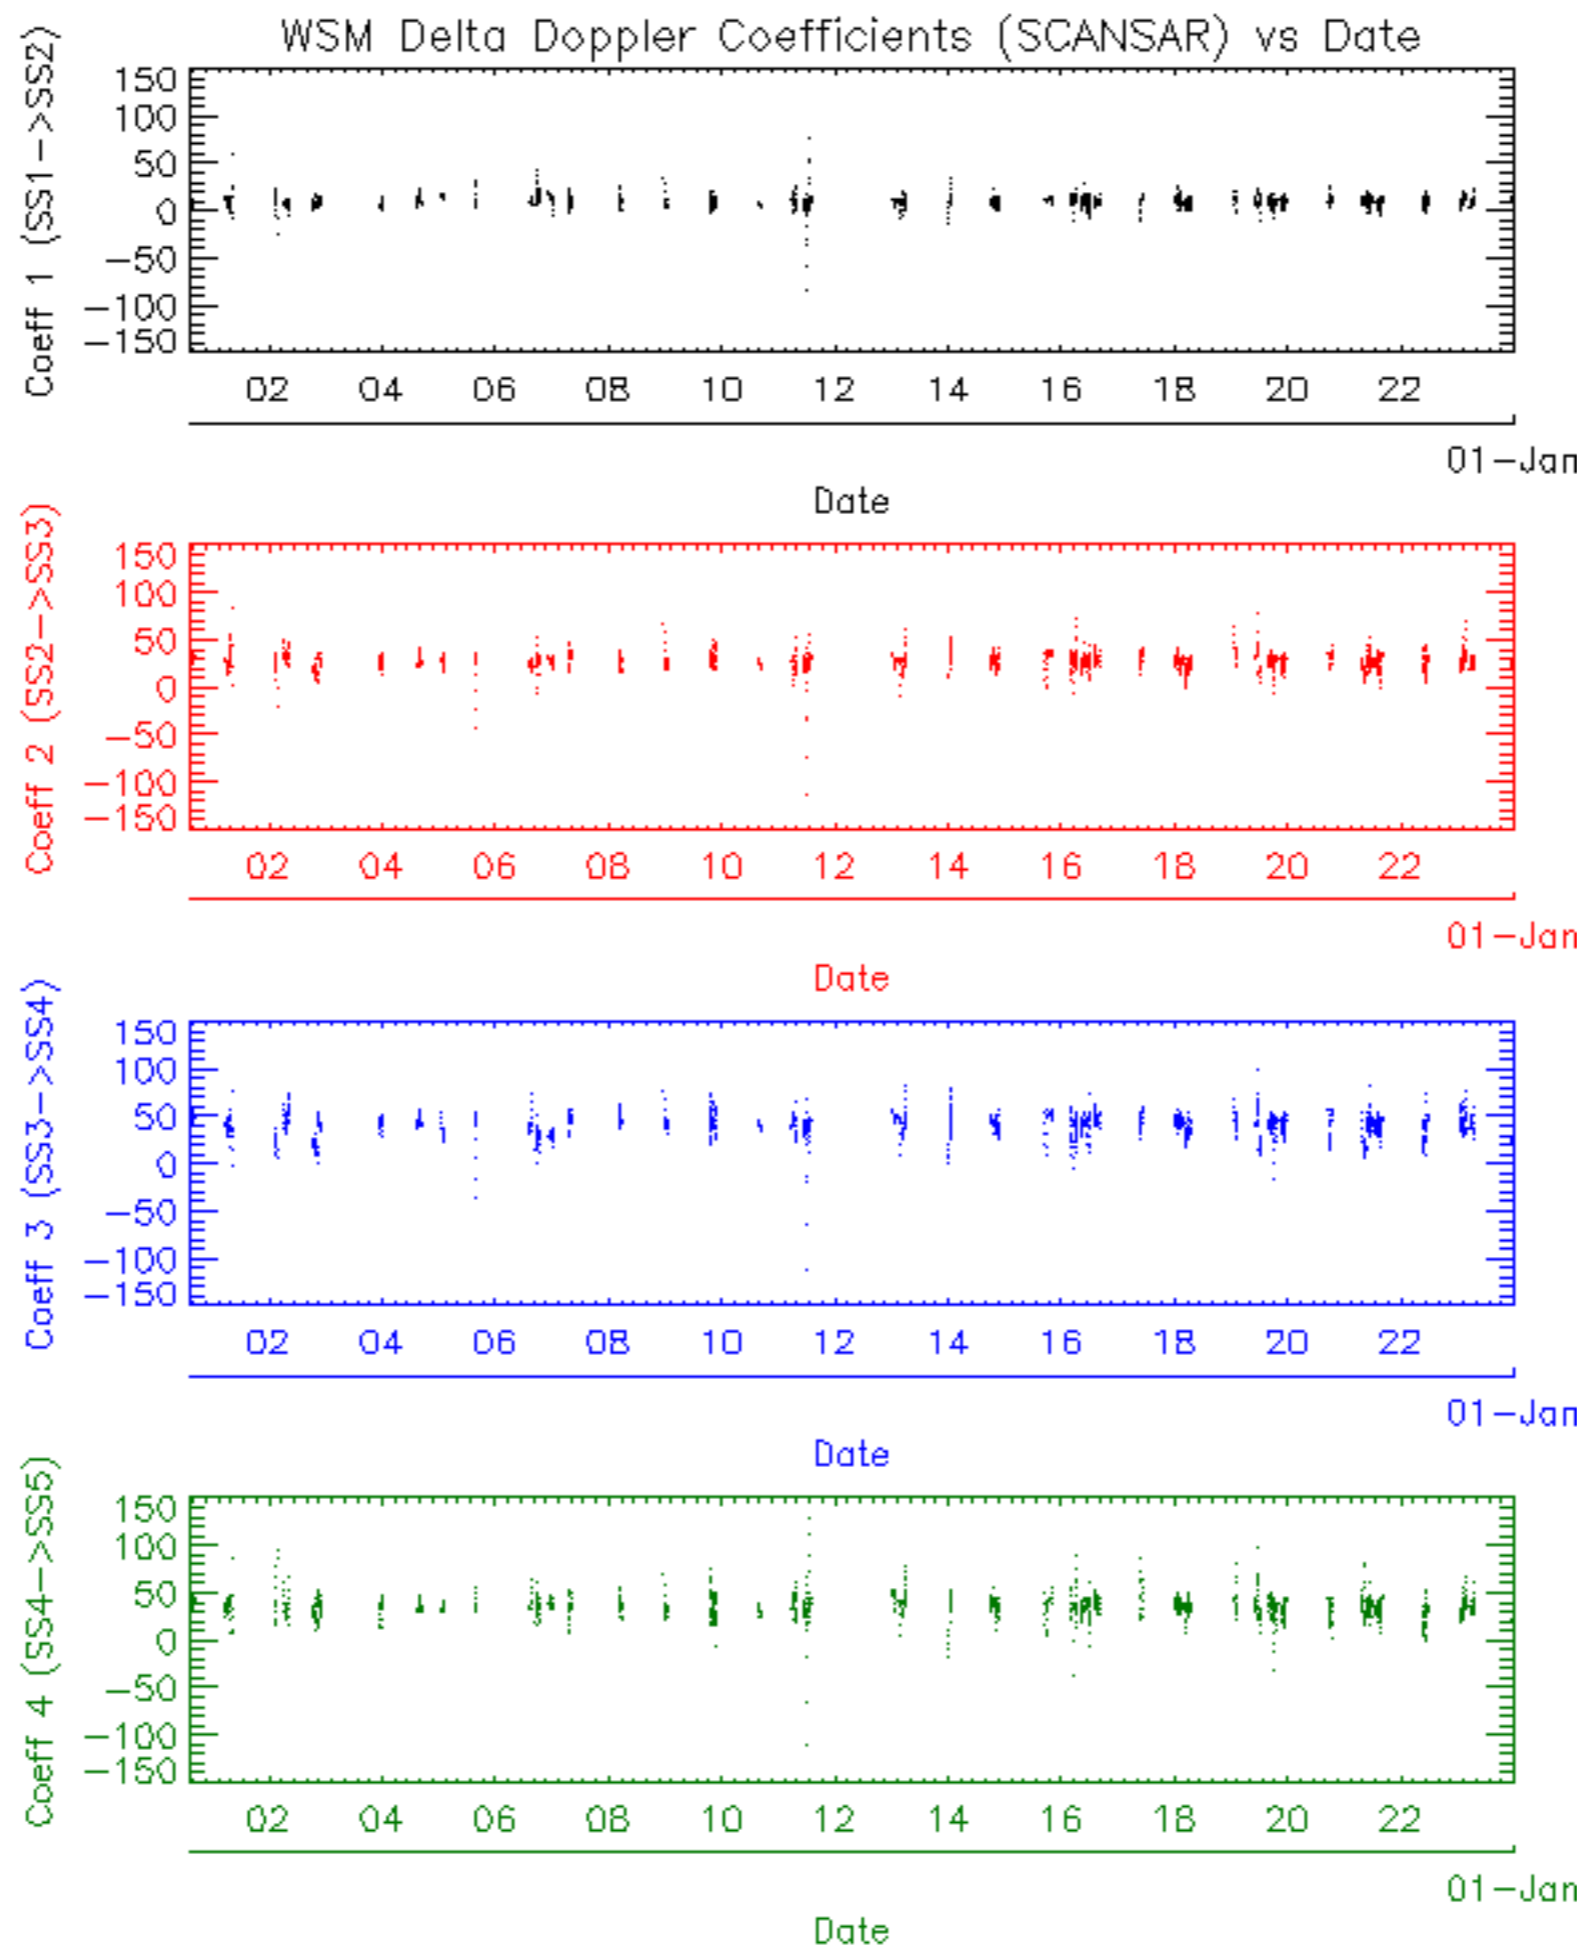 WSM Delta Doppler Coefficients (SCANSAR) vs Date
Coeff 1 (SS1->SS2)
150
100
50
0
-50
-100
-150
02 04 06 08 10 12 14 16 18 20 22
01-Jan
Date
Coeff 2 (SS2->SS3)
150
100
50
0
-50
-100
-150
02 04 06 08 10 12 14 16 18 20 22
01-Jan
Date
Coeff 3 (SS3->SS4)
150
100
50
0
-50
-100
-150
02 04 06 08 10 12 14 16 18 20 22
01-Jan
Date
Coeff 4 (SS4->SS5)
150
100
50
0
-50
-100
-150
02 04 06 08 10 12 14 16 18 20 22
01-Jan
Date